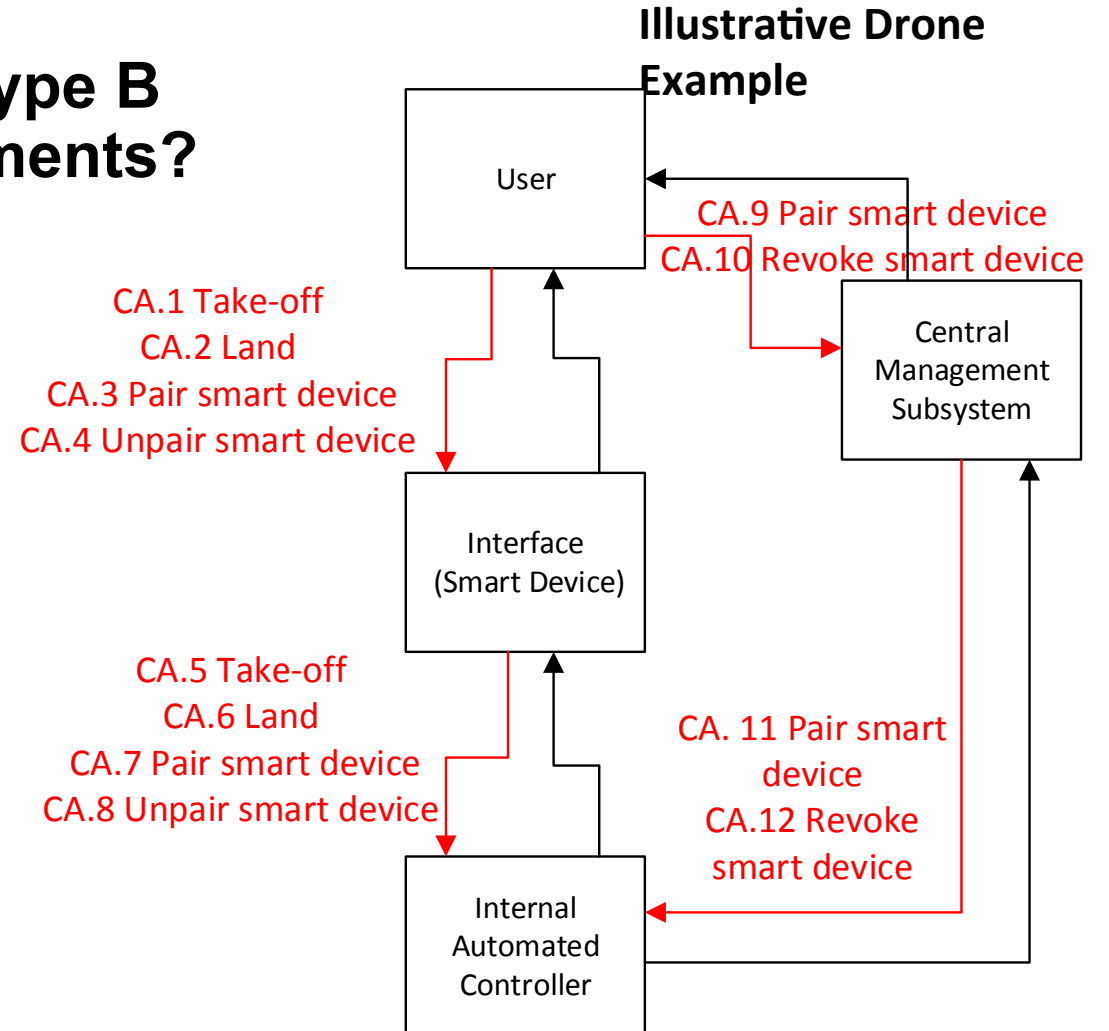 Illustrative Drone
Example
ype B
ments?
User
CA.9 Pair smart device
CA.10 Revoke smart device
CA.1 Take-off
CA.2 Land
CA.3 Pair smart device
CA.4 Unpair smart device
Central
Management
Subsystem
Interface
(Smart Device)
CA.5 Take-off
CA.6 Land
CA.7 Pair smart device
CA.8 Unpair smart device
CA. 11 Pair smart
device
CA.12 Revoke
smart device
Internal
Automated
Controller